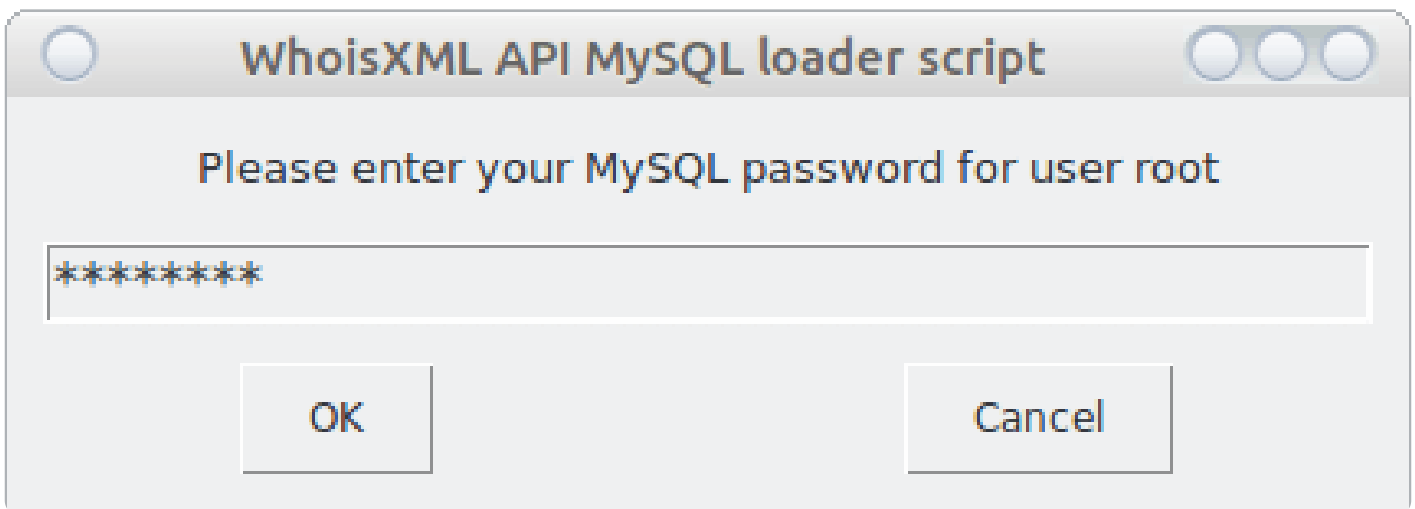 WhoisXML API MySQL loader script
Please enter your MySQL password for user root
********
OK
Cancel